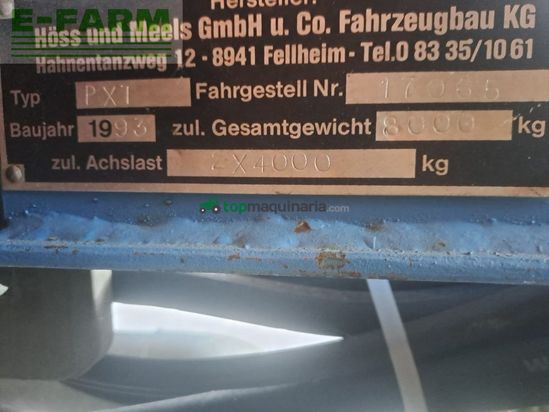 E-FARM
Hersteller:
Höss und Meels GmbH u. Co. Fahrzeugbau KG
Hahnentanzweg 12 - 8941 Fellheim - Tel.0 83 35/10 61
Typ PXT Fahrgestell Nr. 17065
Baujahr 1993 zul. Gesamtgewicht 8000 kg
zul. Achslast 2X4000 kg
topmaquinaria.com